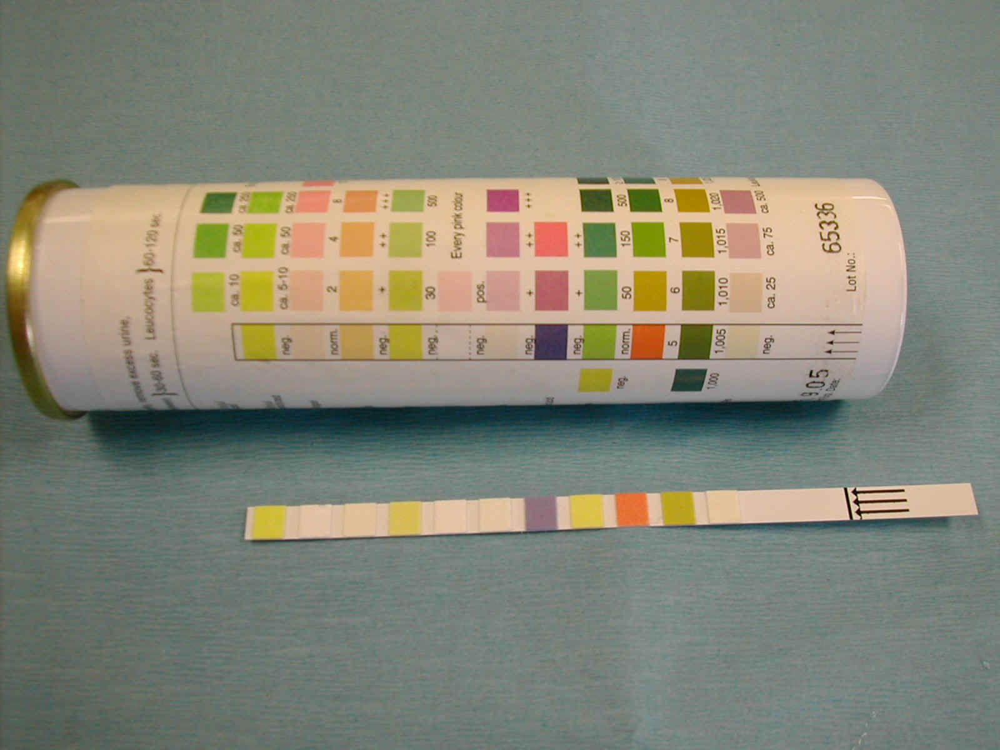 remove excess urine,
30-60 sec. Leucocytes 60-120 sec.
ca. 10 ca. 50 ca. 250
neg. ca. 5-10 ca. 50 ca. 250
norm. 2 4 8
neg. + ++ +++
neg. 30 100 500
neg. pos. Every pink colour
neg. + ++ +++
neg. + ++
neg. norm. 50 150 500
5 6 7 8
1,000 1,005 1,010 1,015 1,020
neg. ca. 25 ca. 75 ca. 500
9.05 Lot No.: 65336
Date: